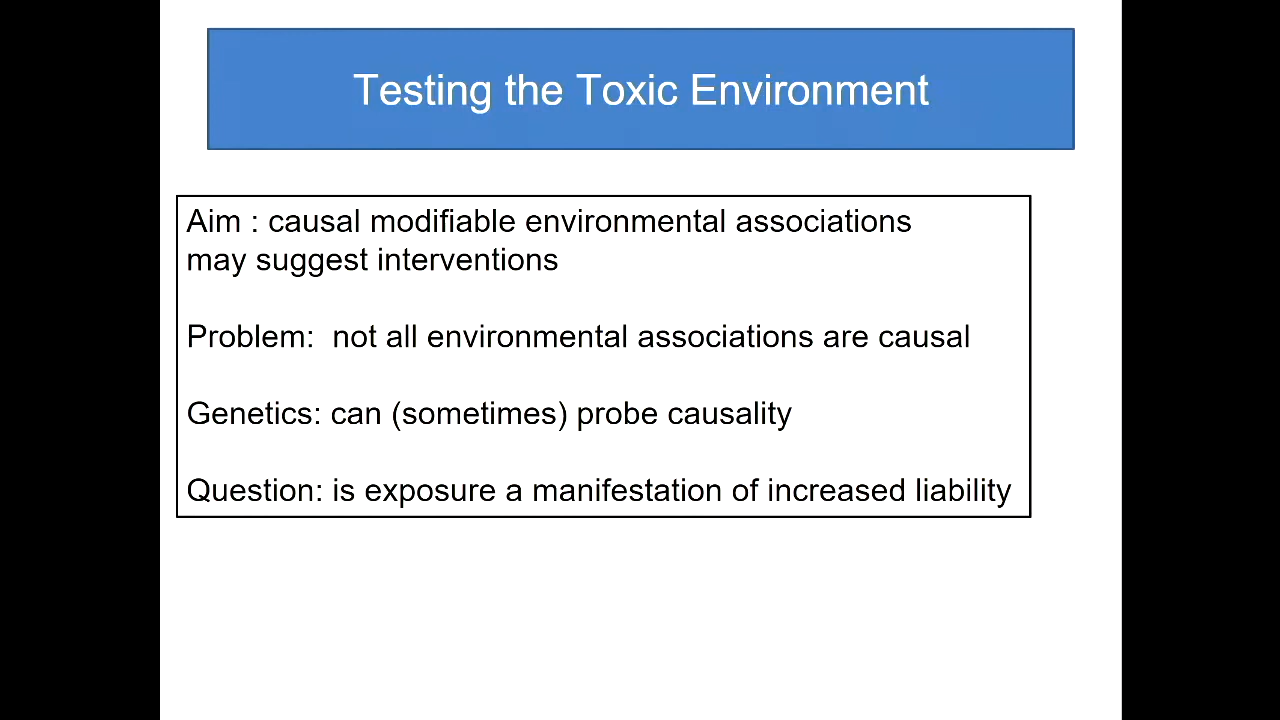 Testing the Toxic Environment
Aim : causal modifiable environmental associations
may suggest interventions
Problem:  not all environmental associations are causal
Genetics: can (sometimes) probe causality
Question: is exposure a manifestation of increased liability